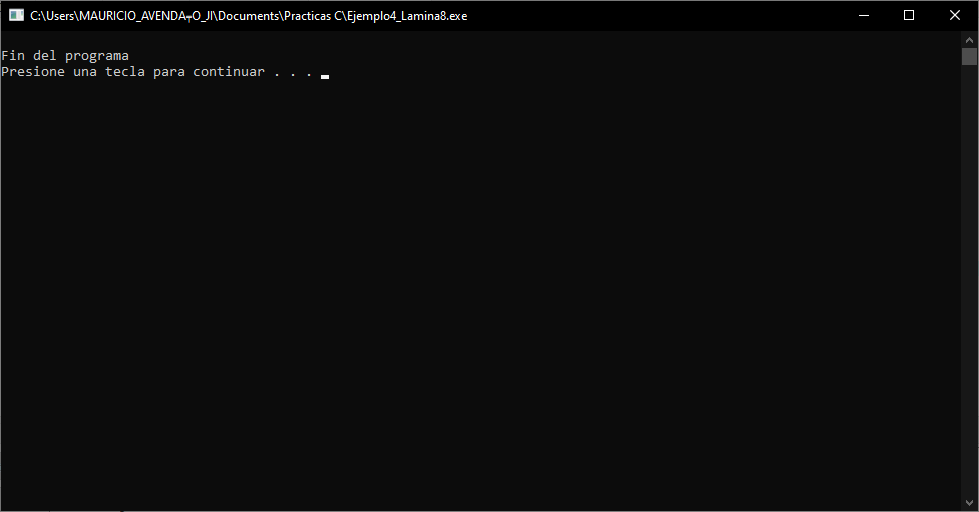 C:\Users\MAURICIO_AVENDA╤O_JI\Documents\Practicas C\Ejemplo4_Lamina8.exe
Fin del programa
Presione una tecla para continuar . . .